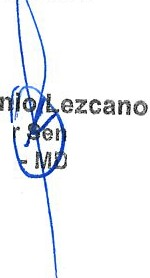 nio Lezcano
r Sen
- MD